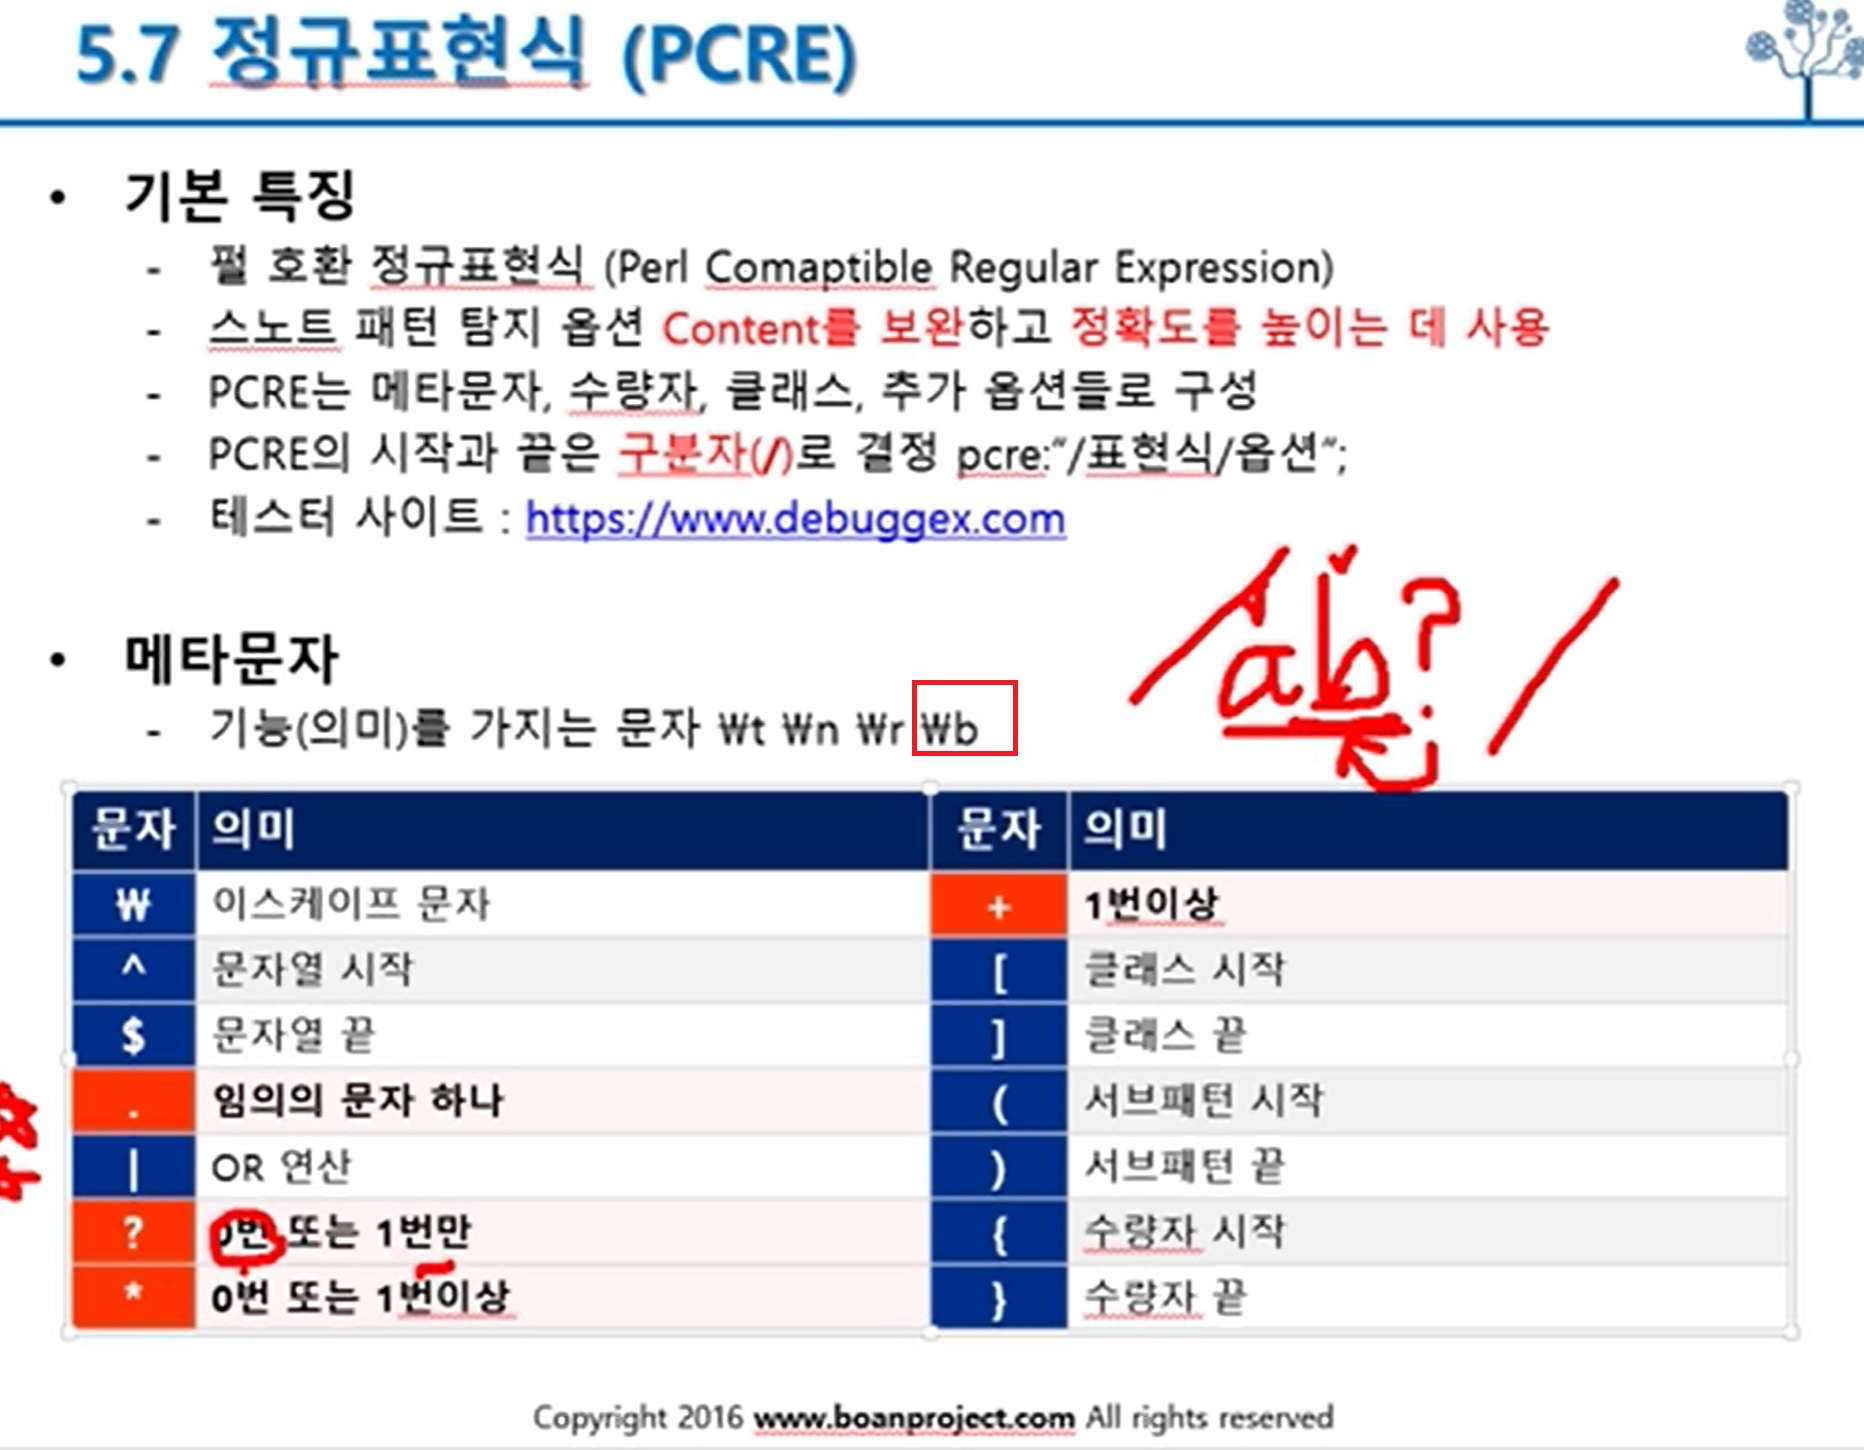 5.7 정규표현식 (PCRE)
• 기본 특징
- 펄 호환 정규표현식 (Perl Comaptible Regular Expression)
- 스노트 패턴 탐지 옵션 Content를 보완하고 정확도를 높이는 데 사용
- PCRE는 메타문자, 수량자, 클래스, 추가 옵션들로 구성
- PCRE의 시작과 끝은 구분자(/)로 결정 pcre:“/표현식/옵션“;
- 테스터 사이트 : https://www.debuggex.com
/ab?/
• 메타문자
- 기능(의미)를 가지는 문자 ₩t ₩n ₩r ₩b
문자 의미 문자 의미
₩ 이스케이프 문자 + 1번이상
^ 문자열 시작 [ 클래스 시작
$ 문자열 끝 ] 클래스 끝
. 임의의 문자 하나 ( 서브패턴 시작
| OR 연산 ) 서브패턴 끝
? 0번 또는 1번만 { 수량자 시작
* 0번 또는 1번이상 } 수량자 끝
Copyright 2016 www.boanproject.com All rights reserved